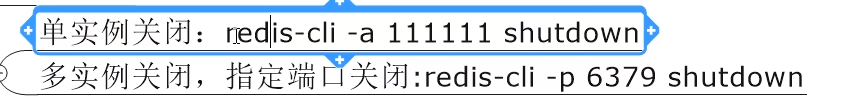 单实例关闭：redis-cli -a 111111 shutdown
多实例关闭，指定端口关闭:redis-cli -p 6379 shutdown